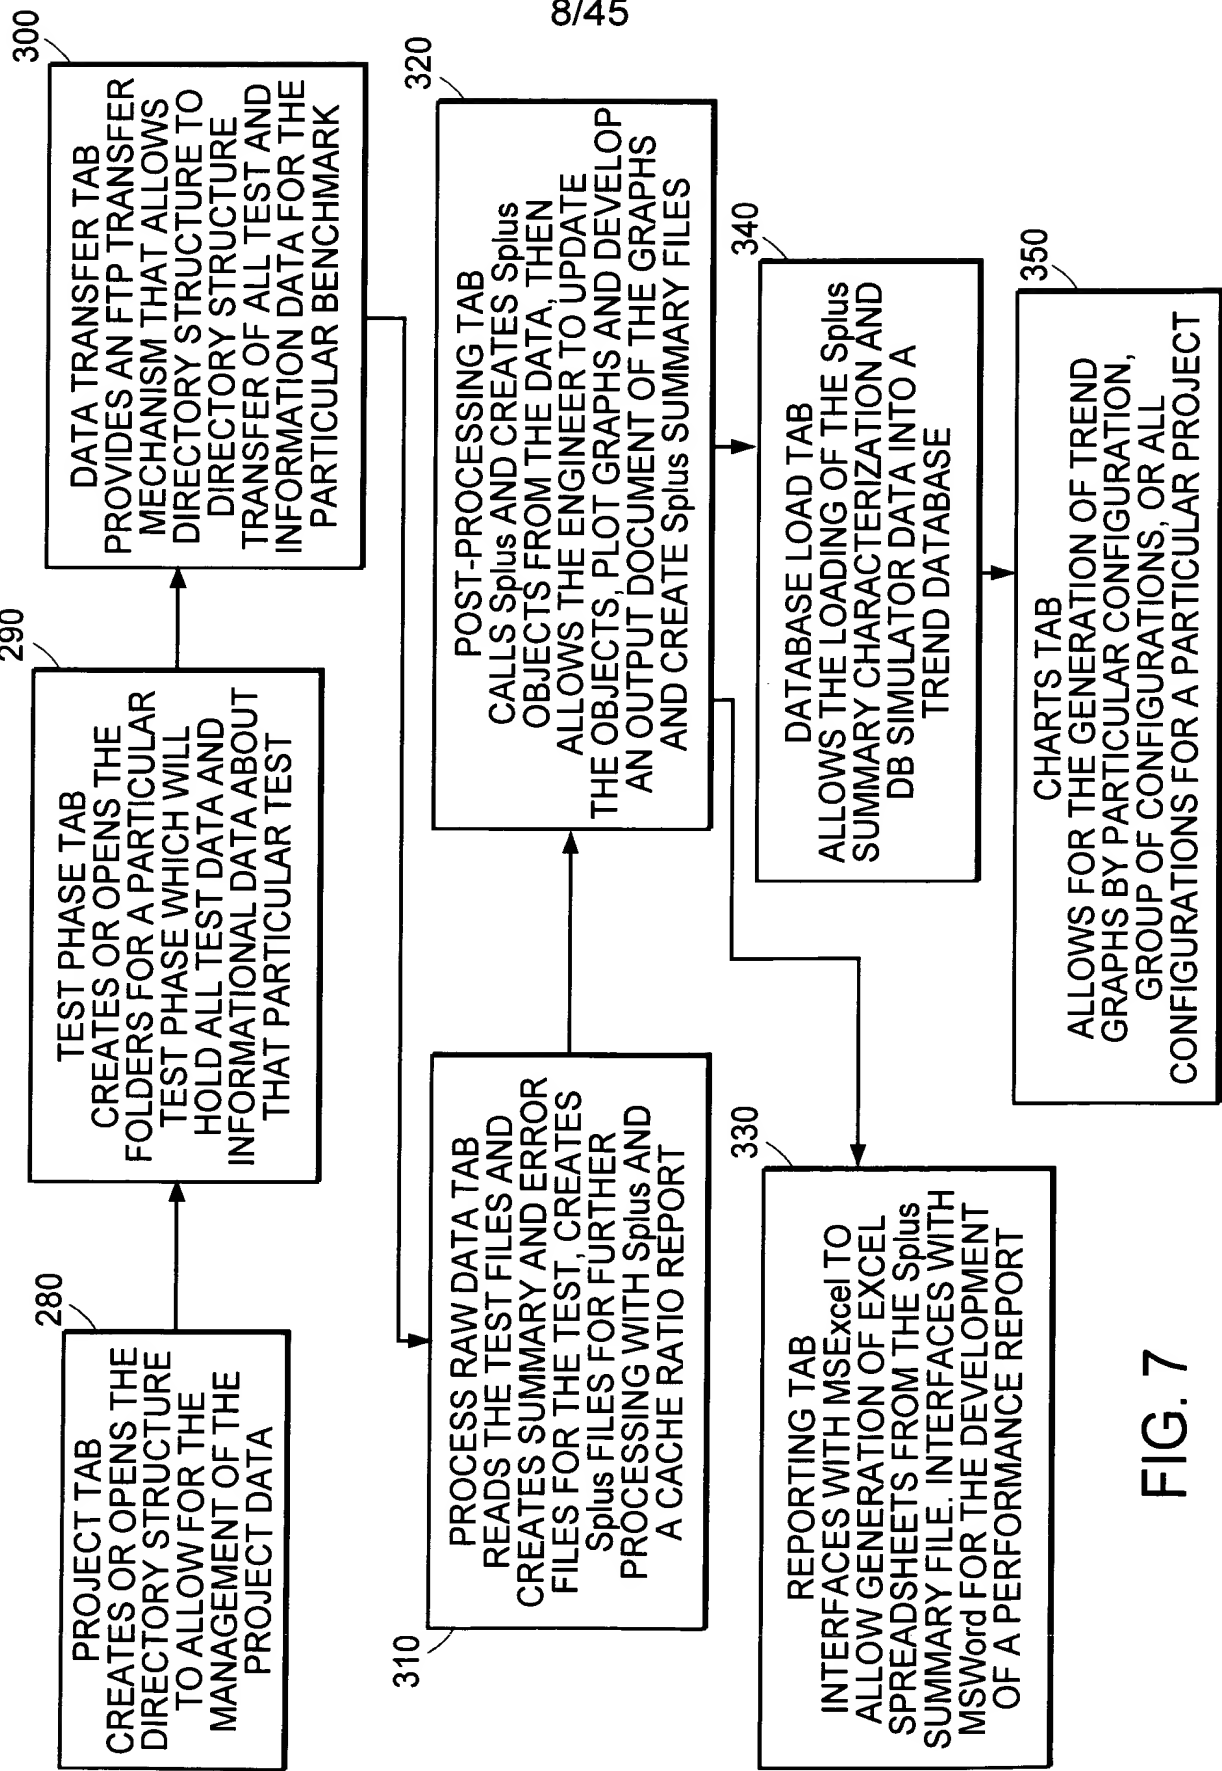 8/45
280
PROJECT TAB
CREATES OR OPENS THE
DIRECTORY STRUCTURE
TO ALLOW FOR THE
MANAGEMENT OF THE
PROJECT DATA
290
TEST PHASE TAB
CREATES OR OPENS THE
FOLDERS FOR A PARTICULAR
TEST PHASE WHICH WILL
HOLD ALL TEST DATA AND
INFORMATIONAL DATA ABOUT
THAT PARTICULAR TEST
300
DATA TRANSFER TAB
PROVIDES AN FTP TRANSFER
MECHANISM THAT ALLOWS
DIRECTORY STRUCTURE TO
DIRECTORY STRUCTURE
TRANSFER OF ALL TEST AND
INFORMATION DATA FOR THE
PARTICULAR BENCHMARK
310
PROCESS RAW DATA TAB
READS THE TEST FILES AND
CREATES SUMMARY AND ERROR
FILES FOR THE TEST, CREATES
Splus FILES FOR FURTHER
PROCESSING WITH Splus AND
A CACHE RATIO REPORT
320
POST-PROCESSING TAB
CALLS Splus AND CREATES Splus
OBJECTS FROM THE DATA, THEN
ALLOWS THE ENGINEER TO UPDATE
THE OBJECTS, PLOT GRAPHS AND DEVELOP
AN OUTPUT DOCUMENT OF THE GRAPHS
AND CREATE Splus SUMMARY FILES
330
REPORTING TAB
INTERFACES WITH MSExcel TO
ALLOW GENERATION OF EXCEL
SPREADSHEETS FROM THE Splus
SUMMARY FILE. INTERFACES WITH
MSWord FOR THE DEVELOPMENT
OF A PERFORMANCE REPORT
340
DATABASE LOAD TAB
ALLOWS THE LOADING OF THE Splus
SUMMARY CHARACTERIZATION AND
DB SIMULATOR DATA INTO A
TREND DATABASE
350
CHARTS TAB
ALLOWS FOR THE GENERATION OF TREND
GRAPHS BY PARTICULAR CONFIGURATION,
GROUP OF CONFIGURATIONS, OR ALL
CONFIGURATIONS FOR A PARTICULAR PROJECT
FIG. 7